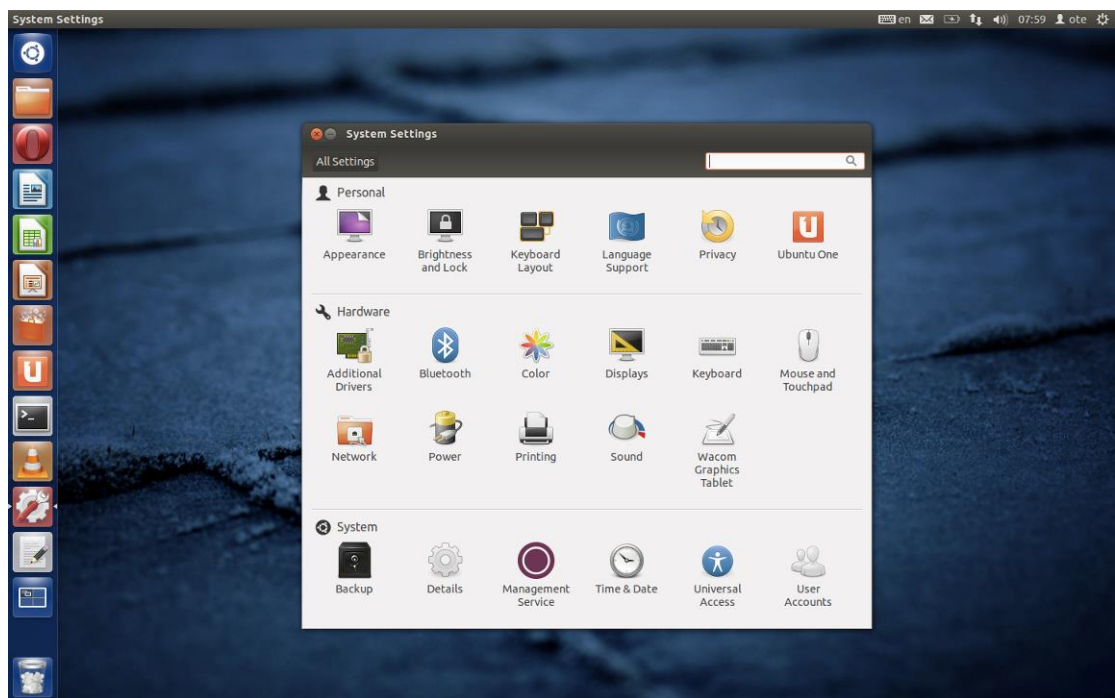 System Settings
en 07:59 ote
System Settings
All Settings
Personal
Appearance
Brightness
and Lock
Keyboard
Layout
Language
Support
Privacy
Ubuntu One
Hardware
Additional
Drivers
Bluetooth
Color
Displays
Keyboard
Mouse and
Touchpad
Network
Power
Printing
Sound
Wacom
Graphics
Tablet
System
Backup
Details
Management
Service
Time & Date
Universal
Access
User
Accounts